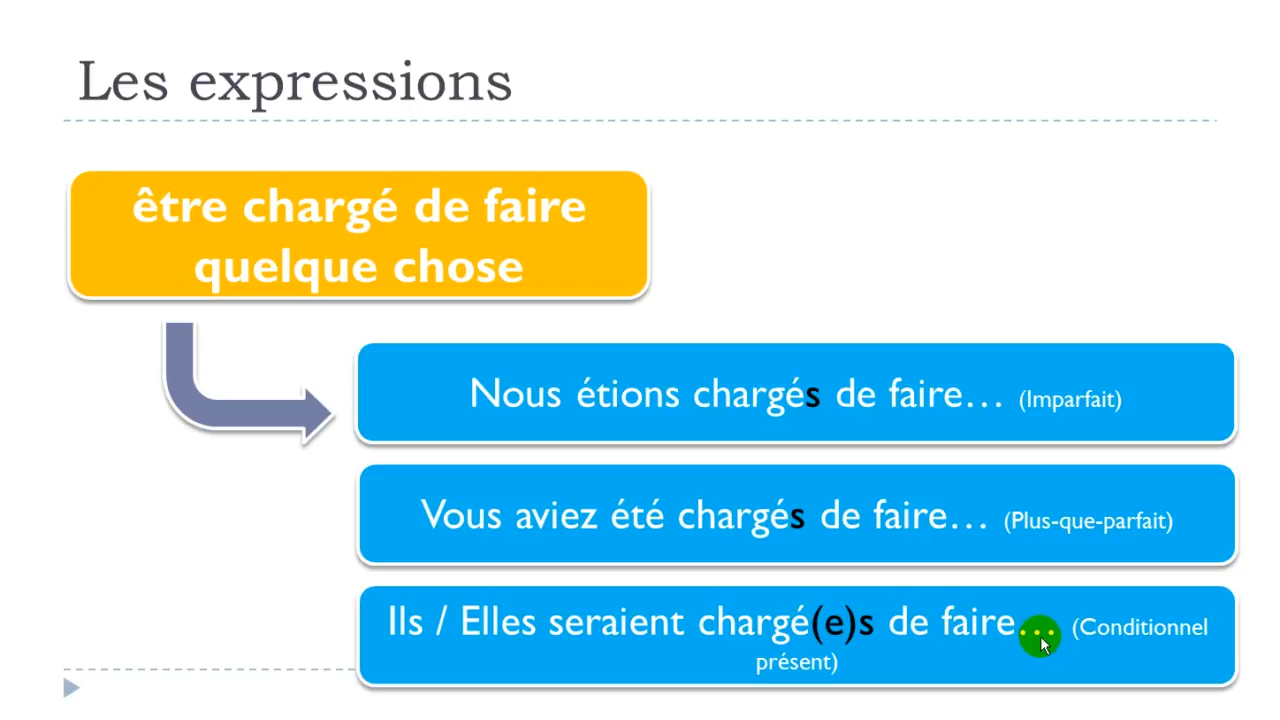 Les expressions
être chargé de faire
quelque chose
Nous étions chargés de faire… (Imparfait)
Vous aviez été chargés de faire… (Plus-que-parfait)
Ils / Elles seraient chargé(e)s de faire… (Conditionnel
présent)